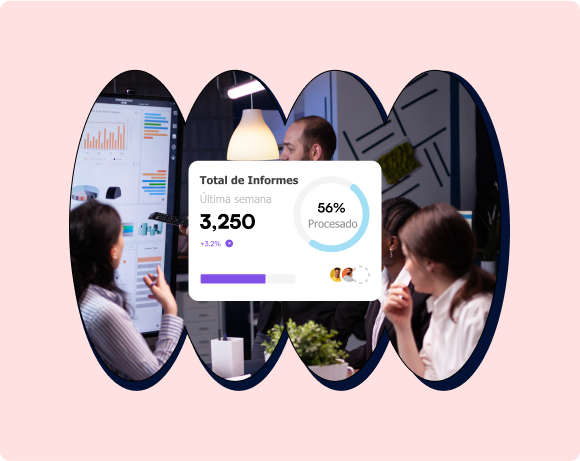 Total de Informes
Última semana
3,250
+3.2%
56%
Procesado